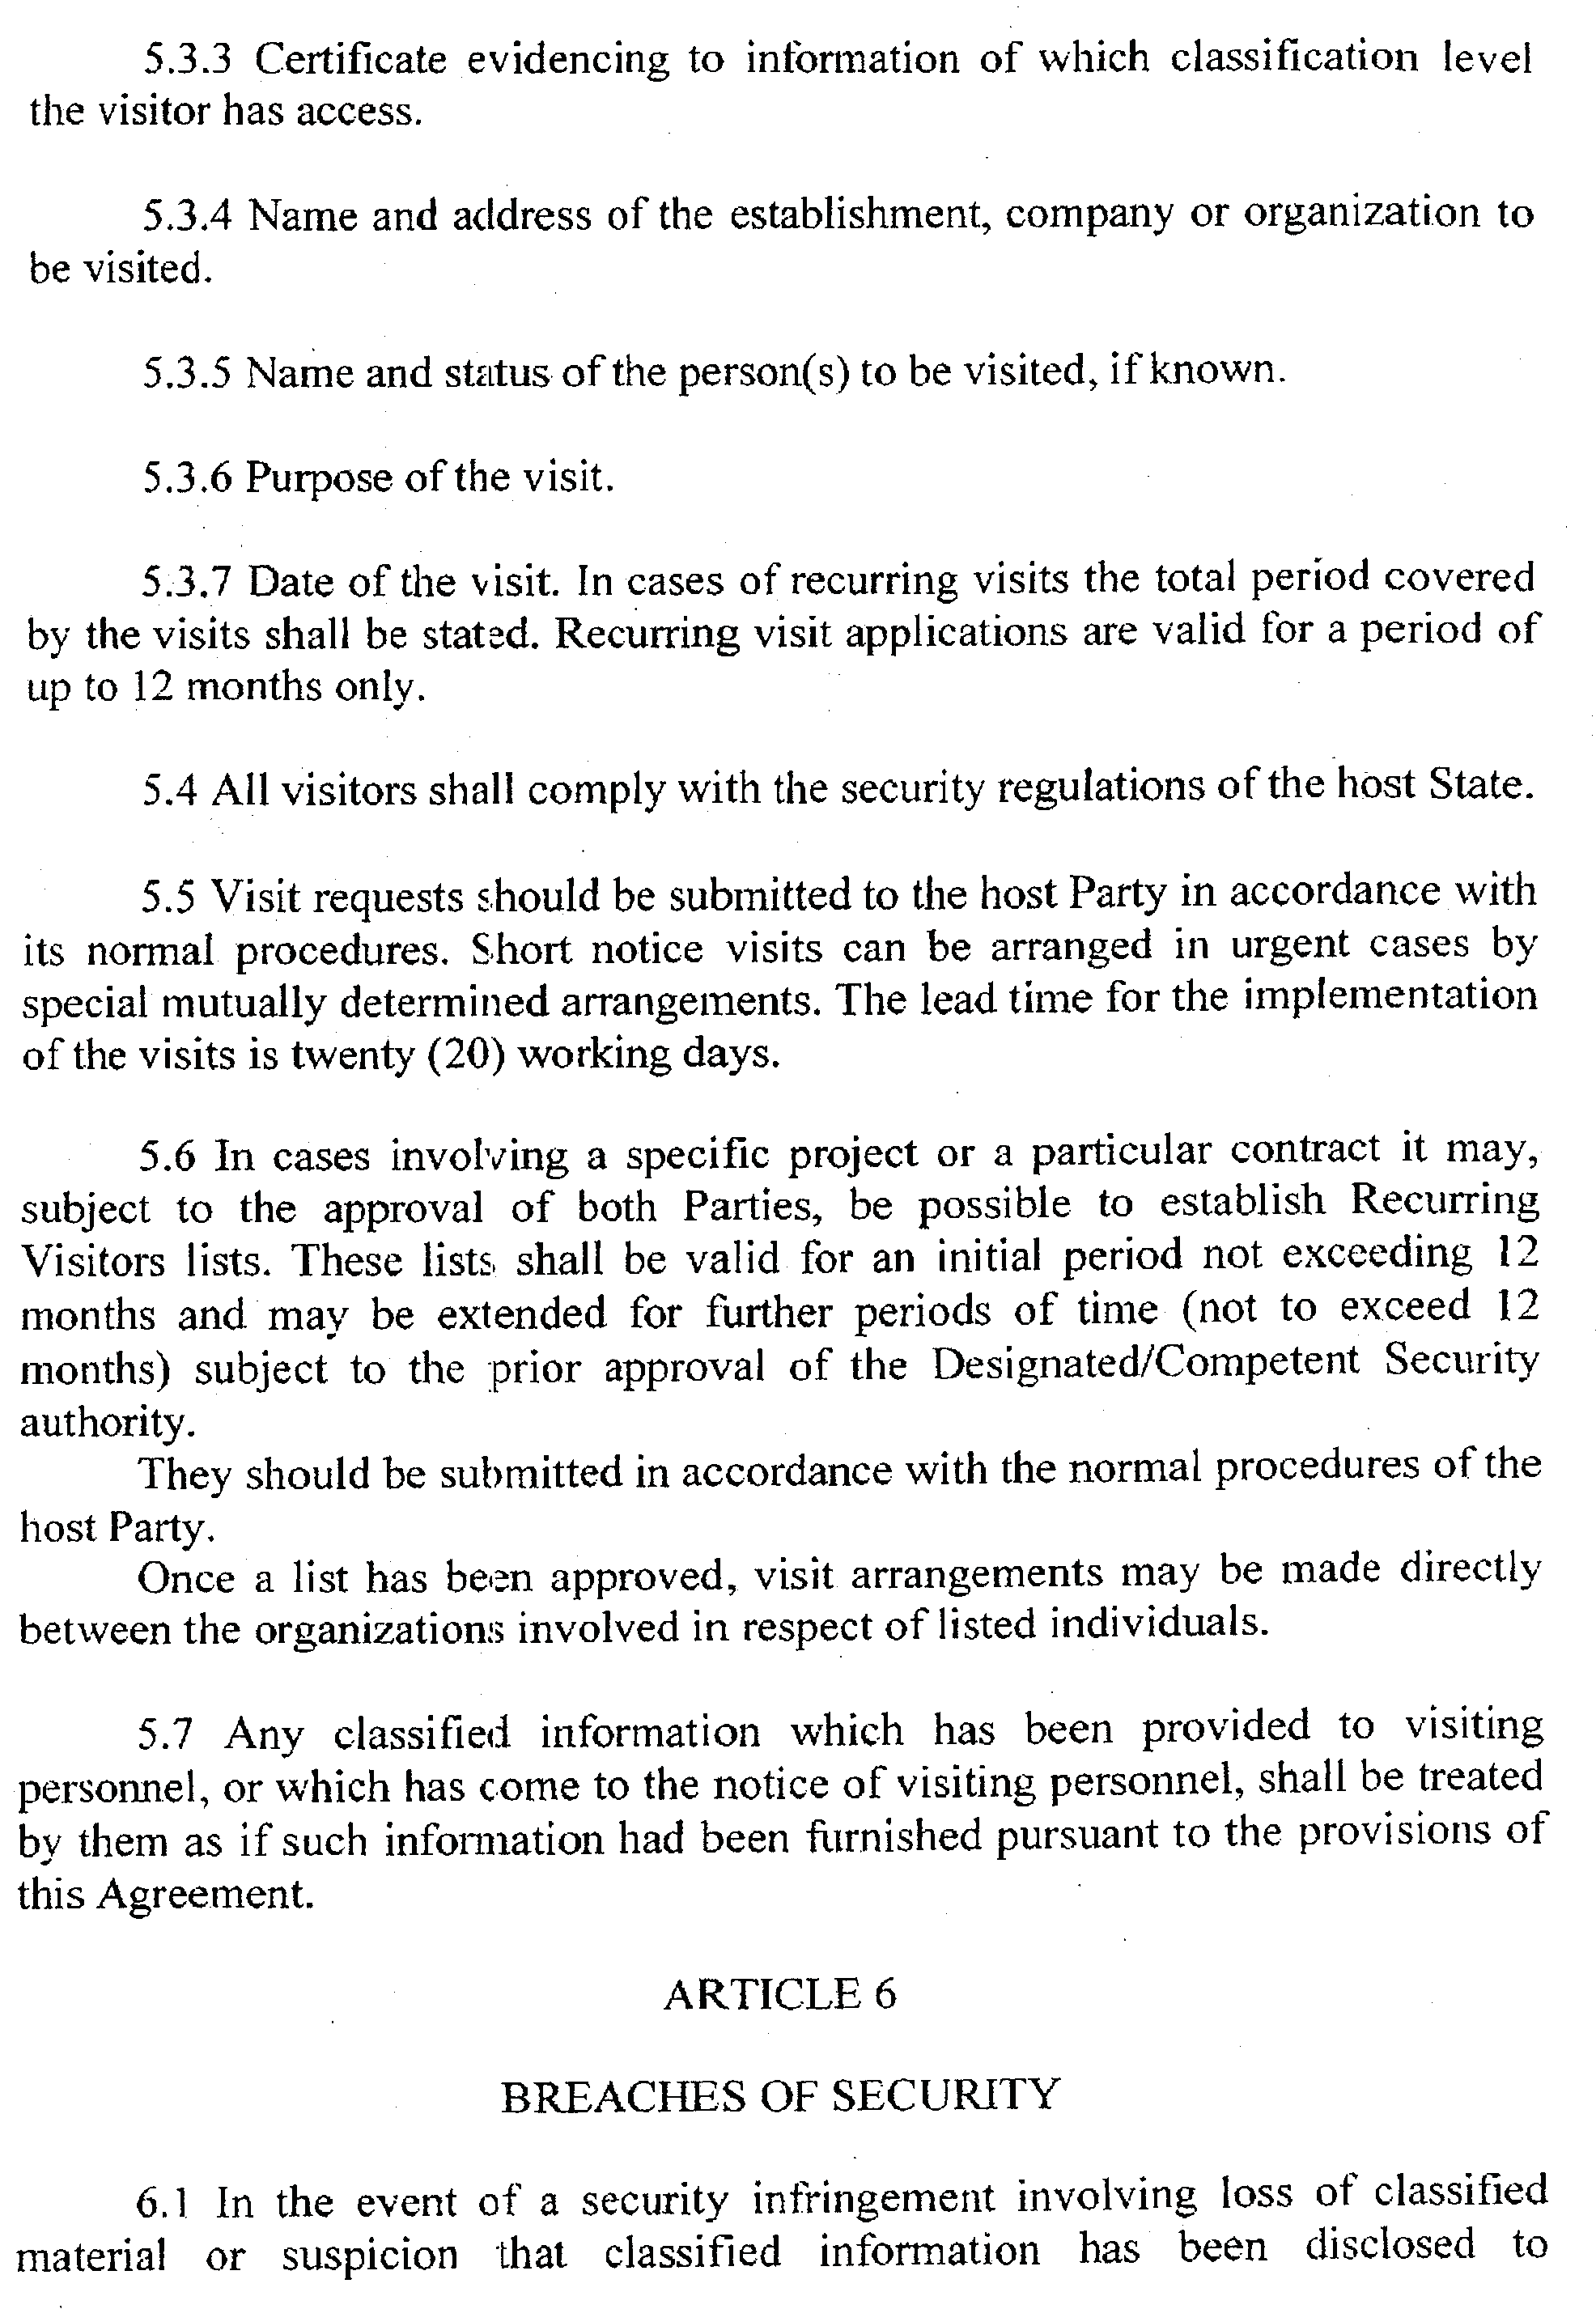 5.3.3 Certificate evidencing to information of which classification level
the visitor has access.
5.3.4 Name and address of the establishment, company or organization to
be visited.
5.3.5 Name and status of the person(s) to be visited, if known.
5.3.6 Purpose of the visit.
5.3.7 Date of the visit. In cases of recurring visits the total period covered
by the visits shall be stated. Recurring visit applications are valid for a period of
up to 12 months only.
5.4 All visitors shall comply with the security regulations of the host State.
5.5 Visit requests should be submitted to the host Party in accordance with
its normal procedures. Short notice visits can be arranged in urgent cases by
special mutually determined arrangements. The lead time for the implementation
of the visits is twenty (20) working days.
5.6 In cases involving a specific project or a particular contract it may,
subject to the approval of both Parties, be possible to establish Recurring
Visitors lists. These lists shall be valid for an initial period not exceeding 12
months and may be extended for further periods of time (not to exceed 12
months) subject to the prior approval of the Designated/Competent Security
authority.
They should be submitted in accordance with the normal procedures of the
host Party.
Once a list has been approved, visit arrangements may be made directly
between the organizations involved in respect of listed individuals.
5.7 Any classified information which has been provided to visiting
personnel, or which has come to the notice of visiting personnel, shall be treated
by them as if such information had been furnished pursuant to the provisions of
this Agreement.
ARTICLE 6
BREACHES OF SECURITY
6.1 In the event of a security infringement involving loss of classified
material or suspicion that classified information has been disclosed to